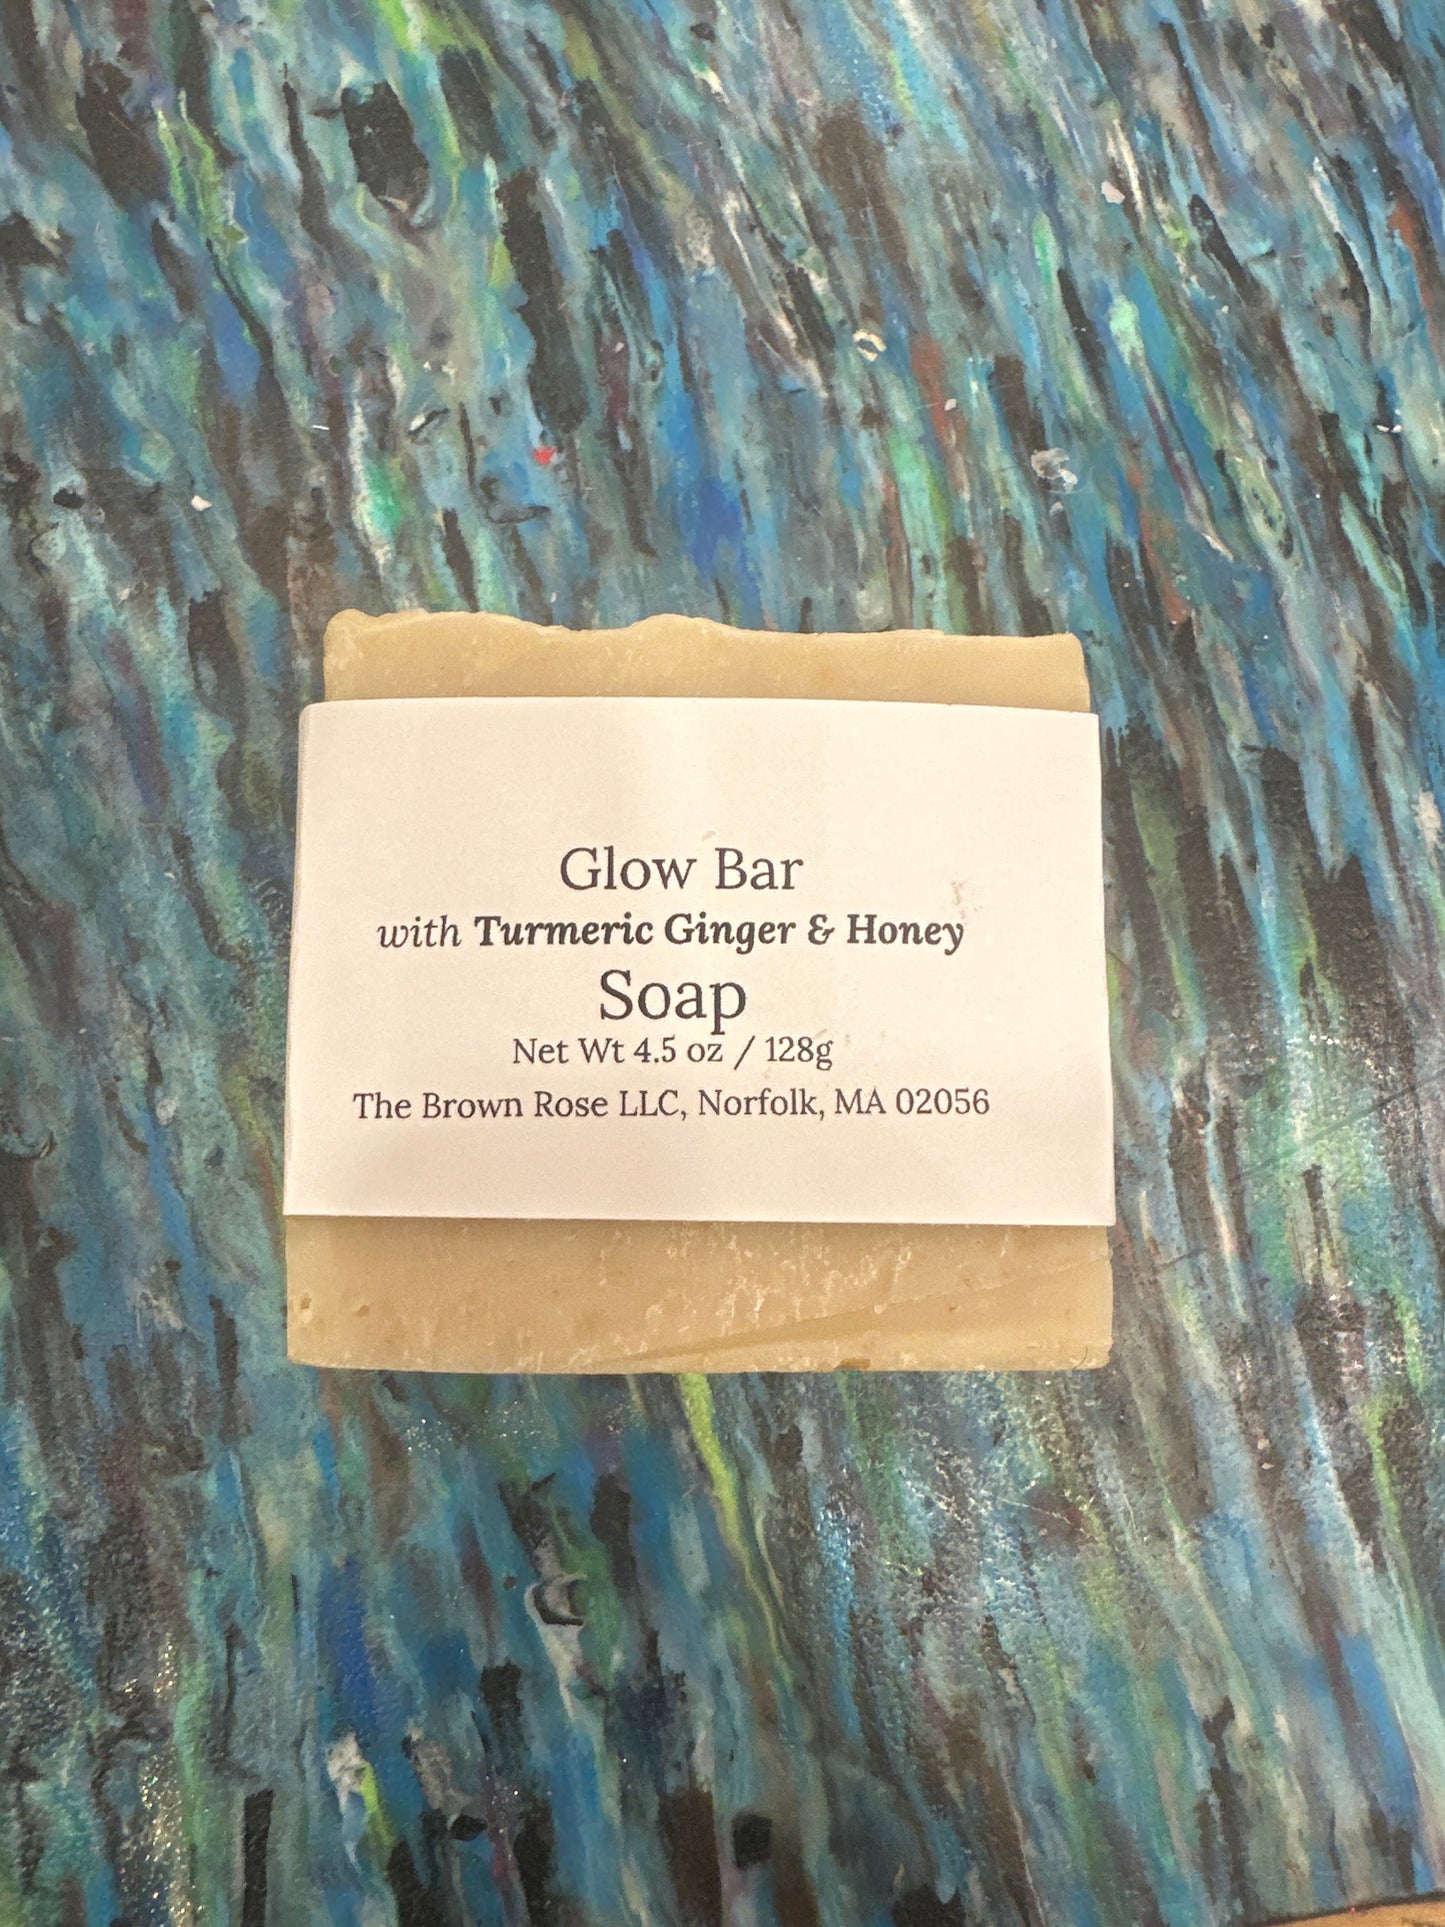 Glow Bar
with Turmeric Ginger & Honey
Soap
Net Wt 4.5 oz / 128g
The Brown Rose LLC, Norfolk, MA 02056